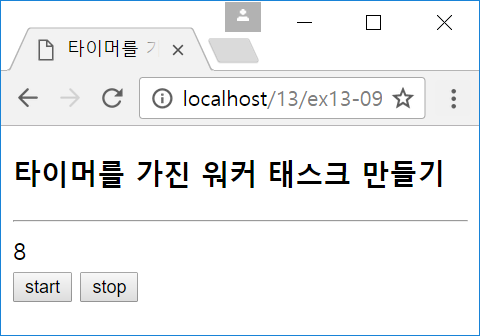 타이머를 가
localhost/13/ex13-09
타이머를 가진 워커 태스크 만들기
8
start stop